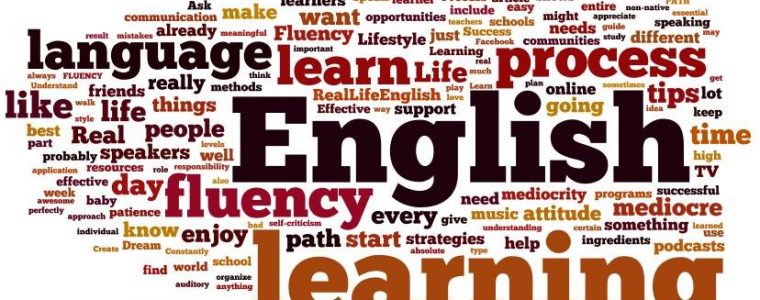 Ask make learners want include easy entire non-native essential
communication opportunities teachers schools might appreciate speaking
result mistakes already meaningful Fluency Lifestyle just Success needs guide study different
language important learn Life Learning Facebook communities process
always FLUENCY really think real much get
Understand friends methods RealLifeEnglish play Learn plan online sometimes tips lot
like walk life things Effective way support love English going idea keep
style best Real people time
part levels high
probably speakers well TV
application resources role responsibility
effective day also fluency need mediocrity programs successful
week awesome baby every give music attitude mediocre
perfectly approach patience
individual know enjoy bad self-criticism path start strategies understanding certain something learned use
Create Dream Constantly absolute type help ingredients podcasts
find world school learning
auditory organize anything